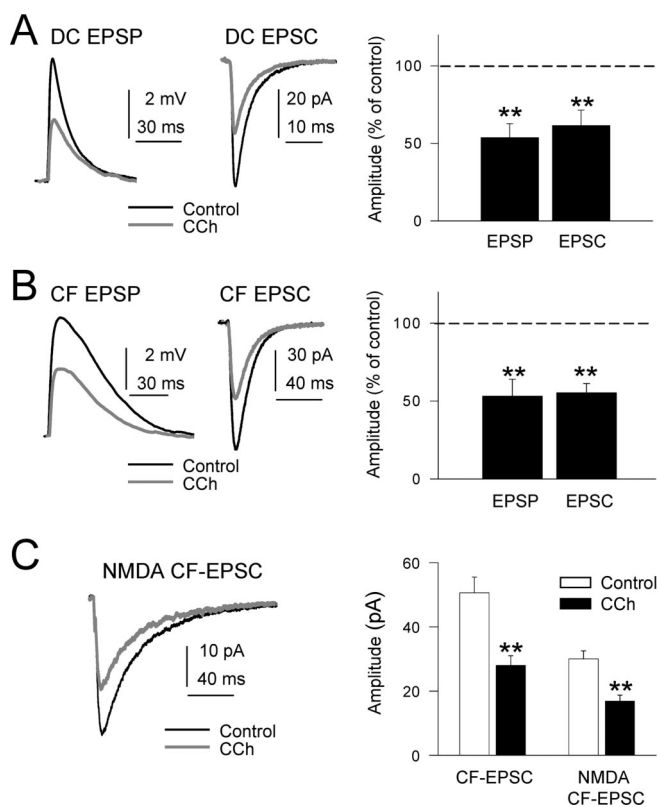 A
DC EPSP
DC EPSC
2 mV
30 ms
20 pA
10 ms
Control
CCh
Amplitude (% of control)
100
50
0
**
**
EPSP
EPSC
B
CF EPSP
CF EPSC
2 mV
30 ms
30 pA
40 ms
Control
CCh
Amplitude (% of control)
100
50
0
**
**
EPSP
EPSC
C
NMDA CF-EPSC
10 pA
40 ms
Control
CCh
Amplitude (pA)
60
40
20
0
Control
CCh
**
**
CF-EPSC
NMDA
CF-EPSC